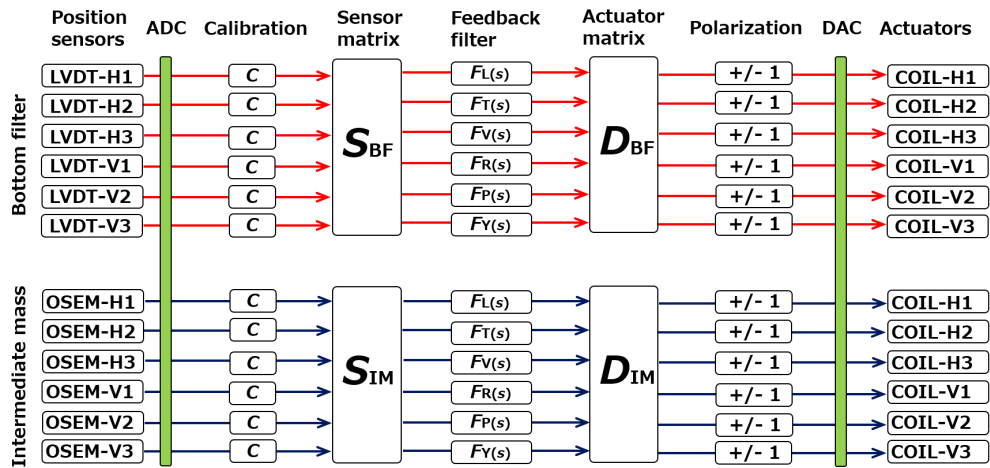 Position sensors
ADC
Calibration
Sensor matrix
Feedback filter
Actuator matrix
Polarization
DAC
Actuators
Bottom filter
LVDT-H1 C FL(s) +/- 1 COIL-H1
LVDT-H2 C FT(s) +/- 1 COIL-H2
LVDT-H3 C FV(s) +/- 1 COIL-H3
SBF DBF
LVDT-V1 C FR(s) +/- 1 COIL-V1
LVDT-V2 C FP(s) +/- 1 COIL-V2
LVDT-V3 C FY(s) +/- 1 COIL-V3
Intermediate mass
OSEM-H1 C FL(s) +/- 1 COIL-H1
OSEM-H2 C FT(s) +/- 1 COIL-H2
OSEM-H3 C FV(s) +/- 1 COIL-H3
SIM DIM
OSEM-V1 C FR(s) +/- 1 COIL-V1
OSEM-V2 C FP(s) +/- 1 COIL-V2
OSEM-V3 C FY(s) +/- 1 COIL-V3